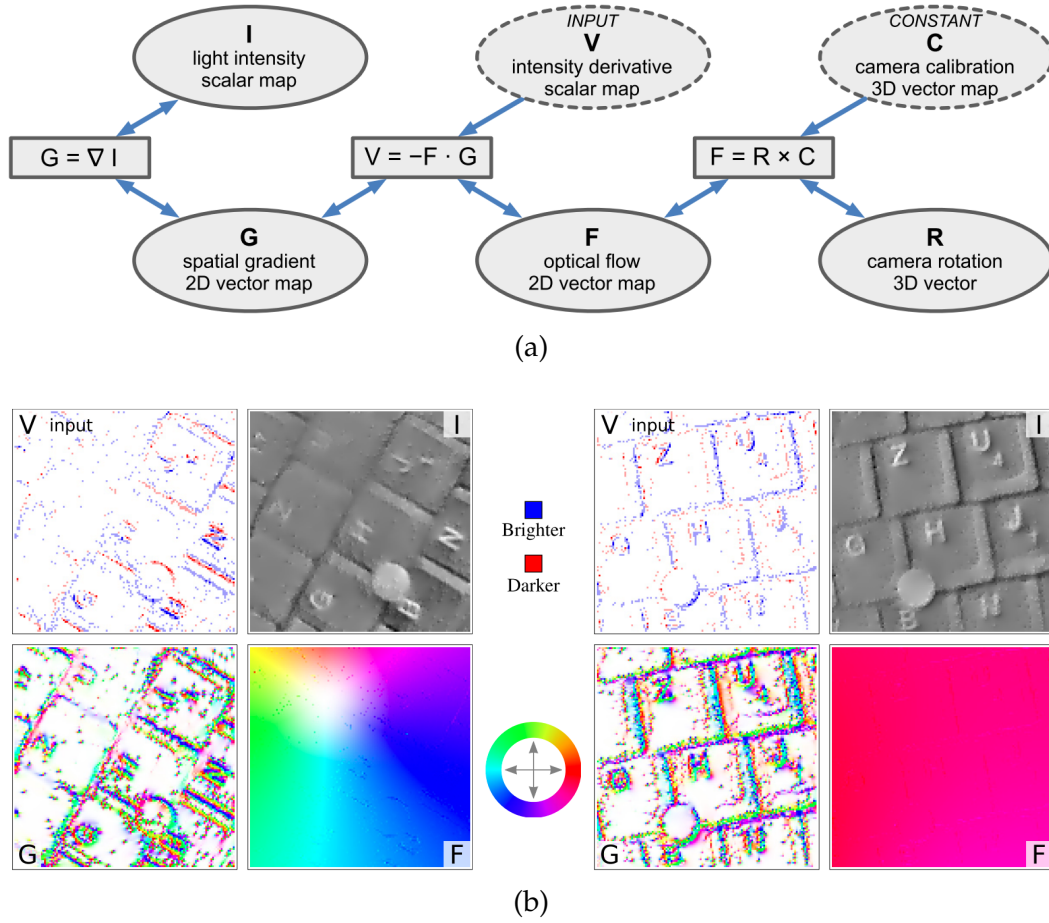 I
light intensity
scalar map
INPUT
V
intensity derivative
scalar map
CONSTANT
C
camera calibration
3D vector map
G = ∇ I
V = −F · G
F = R × C
G
spatial gradient
2D vector map
F
optical flow
2D vector map
R
camera rotation
3D vector
(a)
V input
I
Brighter
Darker
V input
I
G
F
G
F
Z
U
4
G
H
J
B
N
N
B
(b)